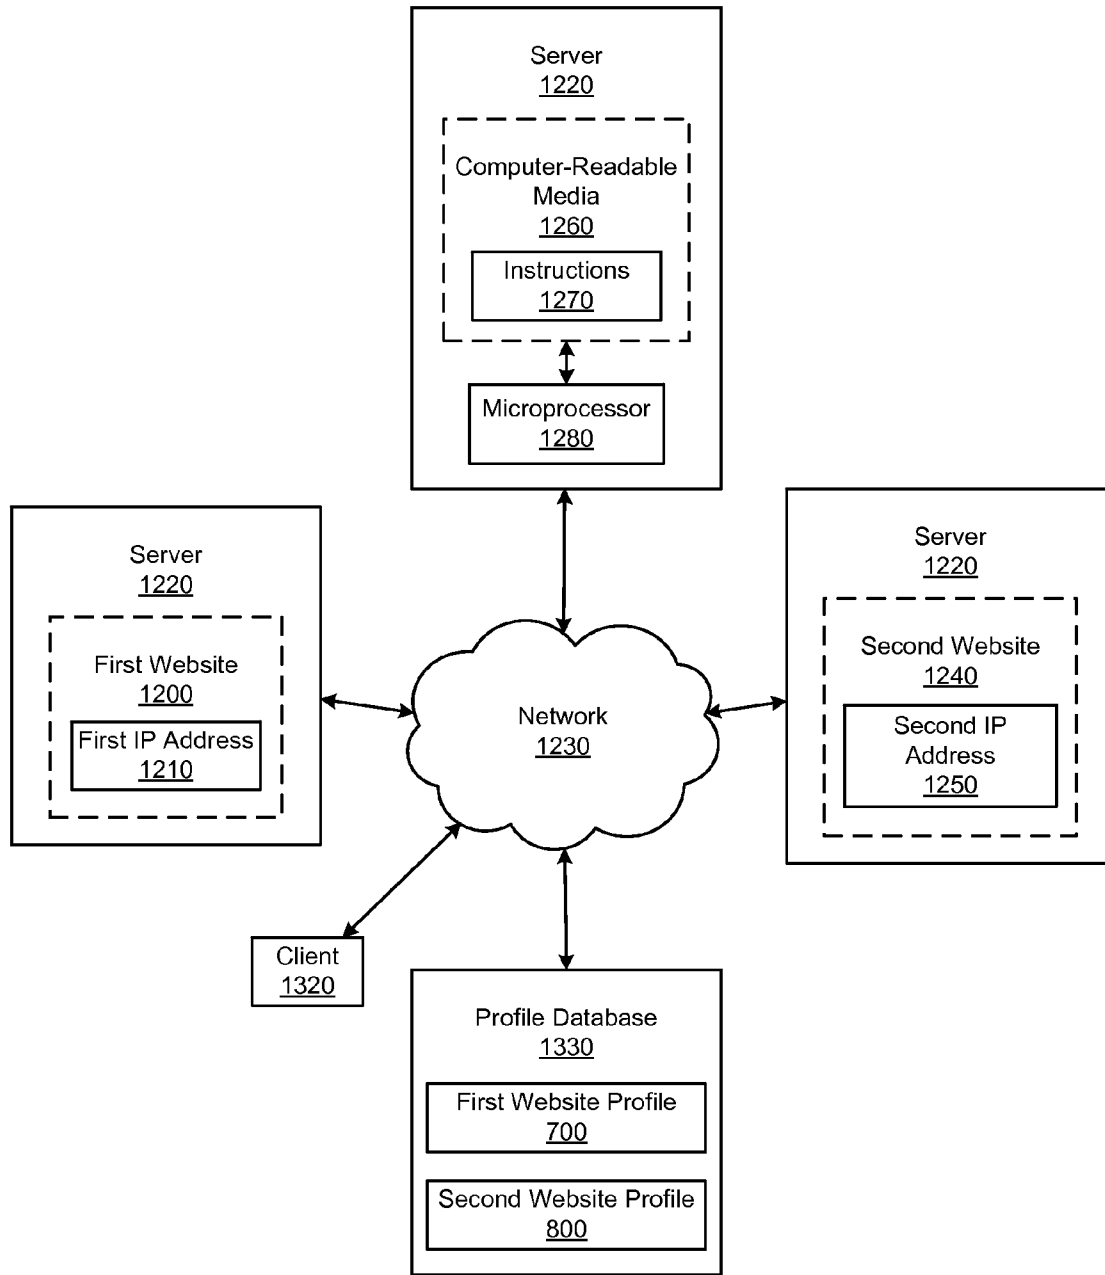 Server
1220
Computer-Readable
Media
1260
Instructions
1270
Microprocessor
1280
Server
1220
First Website
1200
First IP Address
1210
Network
1230
Server
1220
Second Website
1240
Second IP
Address
1250
Client
1320
Profile Database
1330
First Website Profile
700
Second Website Profile
800